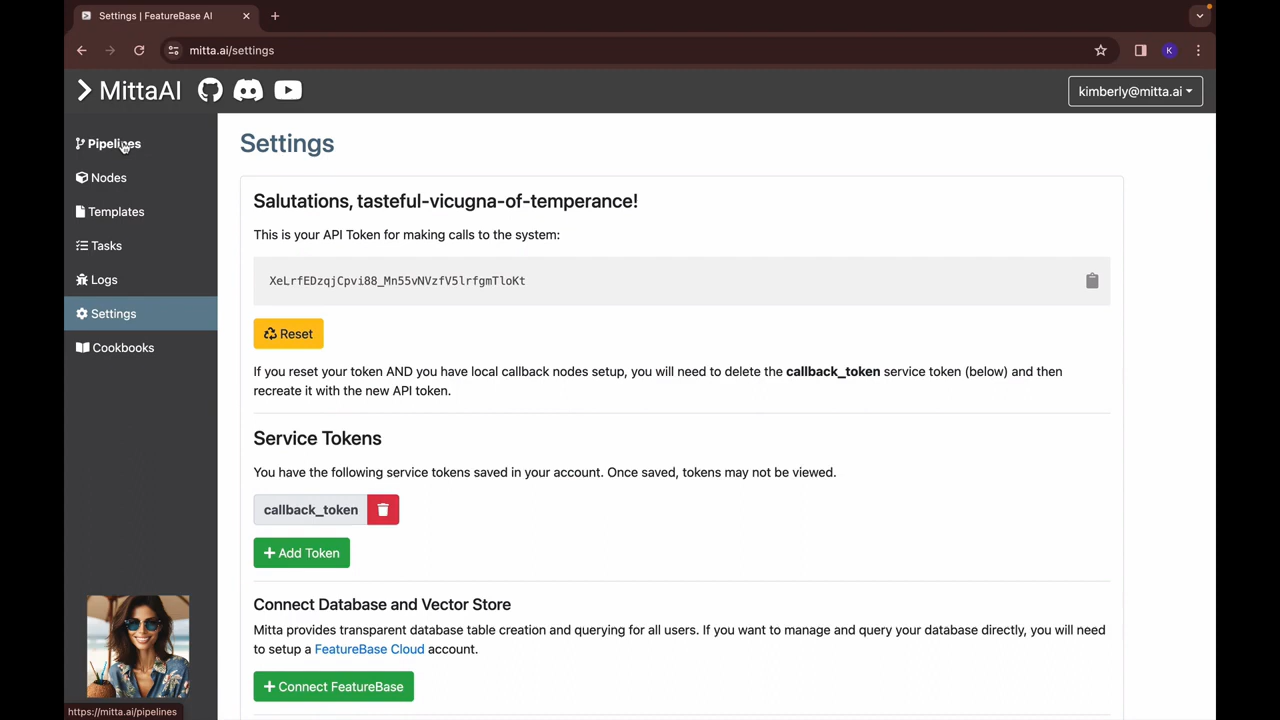 Settings | FeatureBase AI
mitta.ai/settings
K
MittaAI
kimberly@mitta.ai
Pipelines
Nodes
Templates
Tasks
Logs
Settings
Cookbooks
Settings
Salutations, tasteful-vicugna-of-temperance!
This is your API Token for making calls to the system:
XeLrfEDzqjCpvi88_Mn55vNVzfV5lrfgmTloKt
Reset
If you reset your token AND you have local callback nodes setup, you will need to delete the callback_token service token (below) and then
recreate it with the new API token.
Service Tokens
You have the following service tokens saved in your account. Once saved, tokens may not be viewed.
callback_token
Add Token
Connect Database and Vector Store
Mitta provides transparent database table creation and querying for all users. If you want to manage and query your database directly, you will need
to setup a FeatureBase Cloud account.
Connect FeatureBase
https://mitta.ai/pipelines